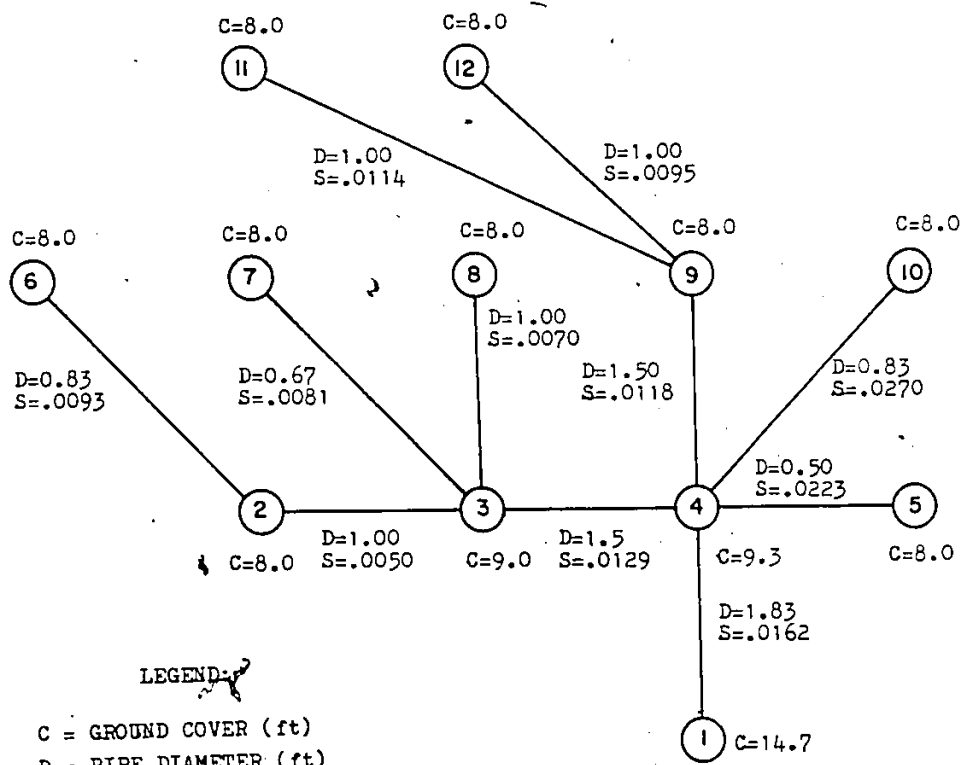 C=8.0
C=8.0
11
12
D=1.00
S=.0114
D=1.00
S=.0095
C=8.0
C=8.0
C=8.0
C=8.0
C=8.0
6
7
8
9
10
D=1.00
S=.0070
D=0.83
S=.0093
D=0.67
S=.0081
D=1.50
S=.0118
D=0.83
S=.0270
D=0.50
S=.0223
2
3
4
5
C=8.0
D=1.00
S=.0050
C=9.0
D=1.5
S=.0129
C=9.3
C=8.0
D=1.83
S=.0162
LEGEND:
C = GROUND COVER (ft)
D = PIPE DIAMETER (ft)
1
C=14.7